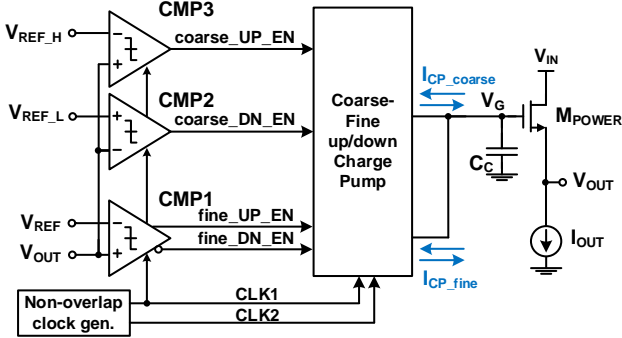 CMP3
V_REF_H
coarse_UP_EN
CMP2
V_REF_L
coarse_DN_EN
CMP1
V_REF
fine_UP_EN
V_OUT
fine_DN_EN
Non-overlap
clock gen.
CLK1
CLK2
Coarse-
Fine
up/down
Charge
Pump
I_CP_coarse
I_CP_fine
V_G
C_C
V_IN
M_POWER
V_OUT
I_OUT